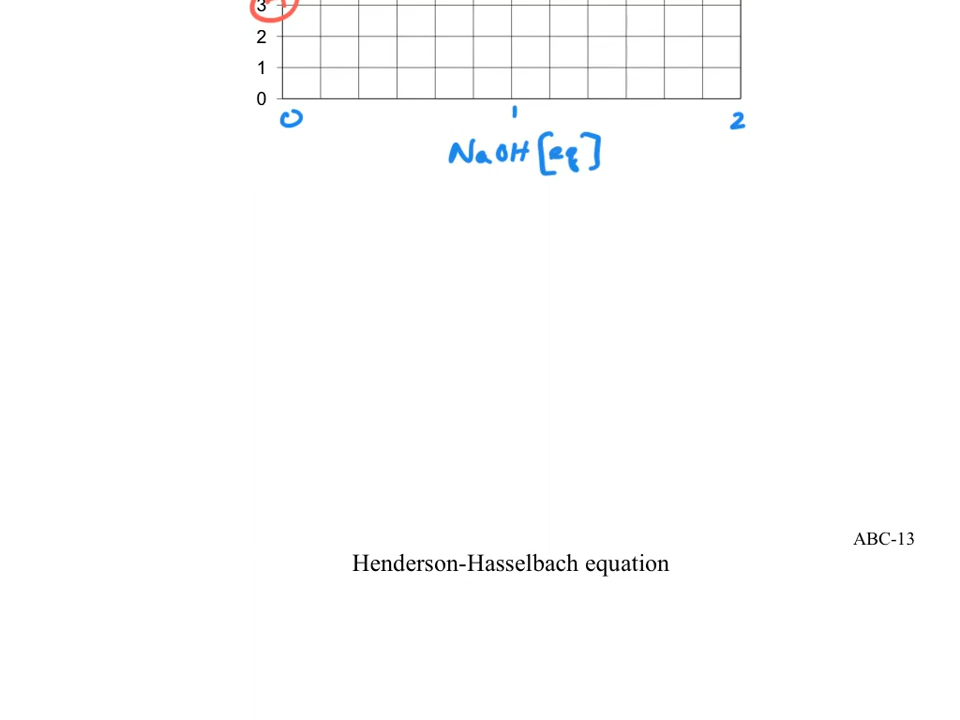 3
2
1
0
0 1 2
NaOH [eq]
ABC-13
Henderson-Hasselbach equation